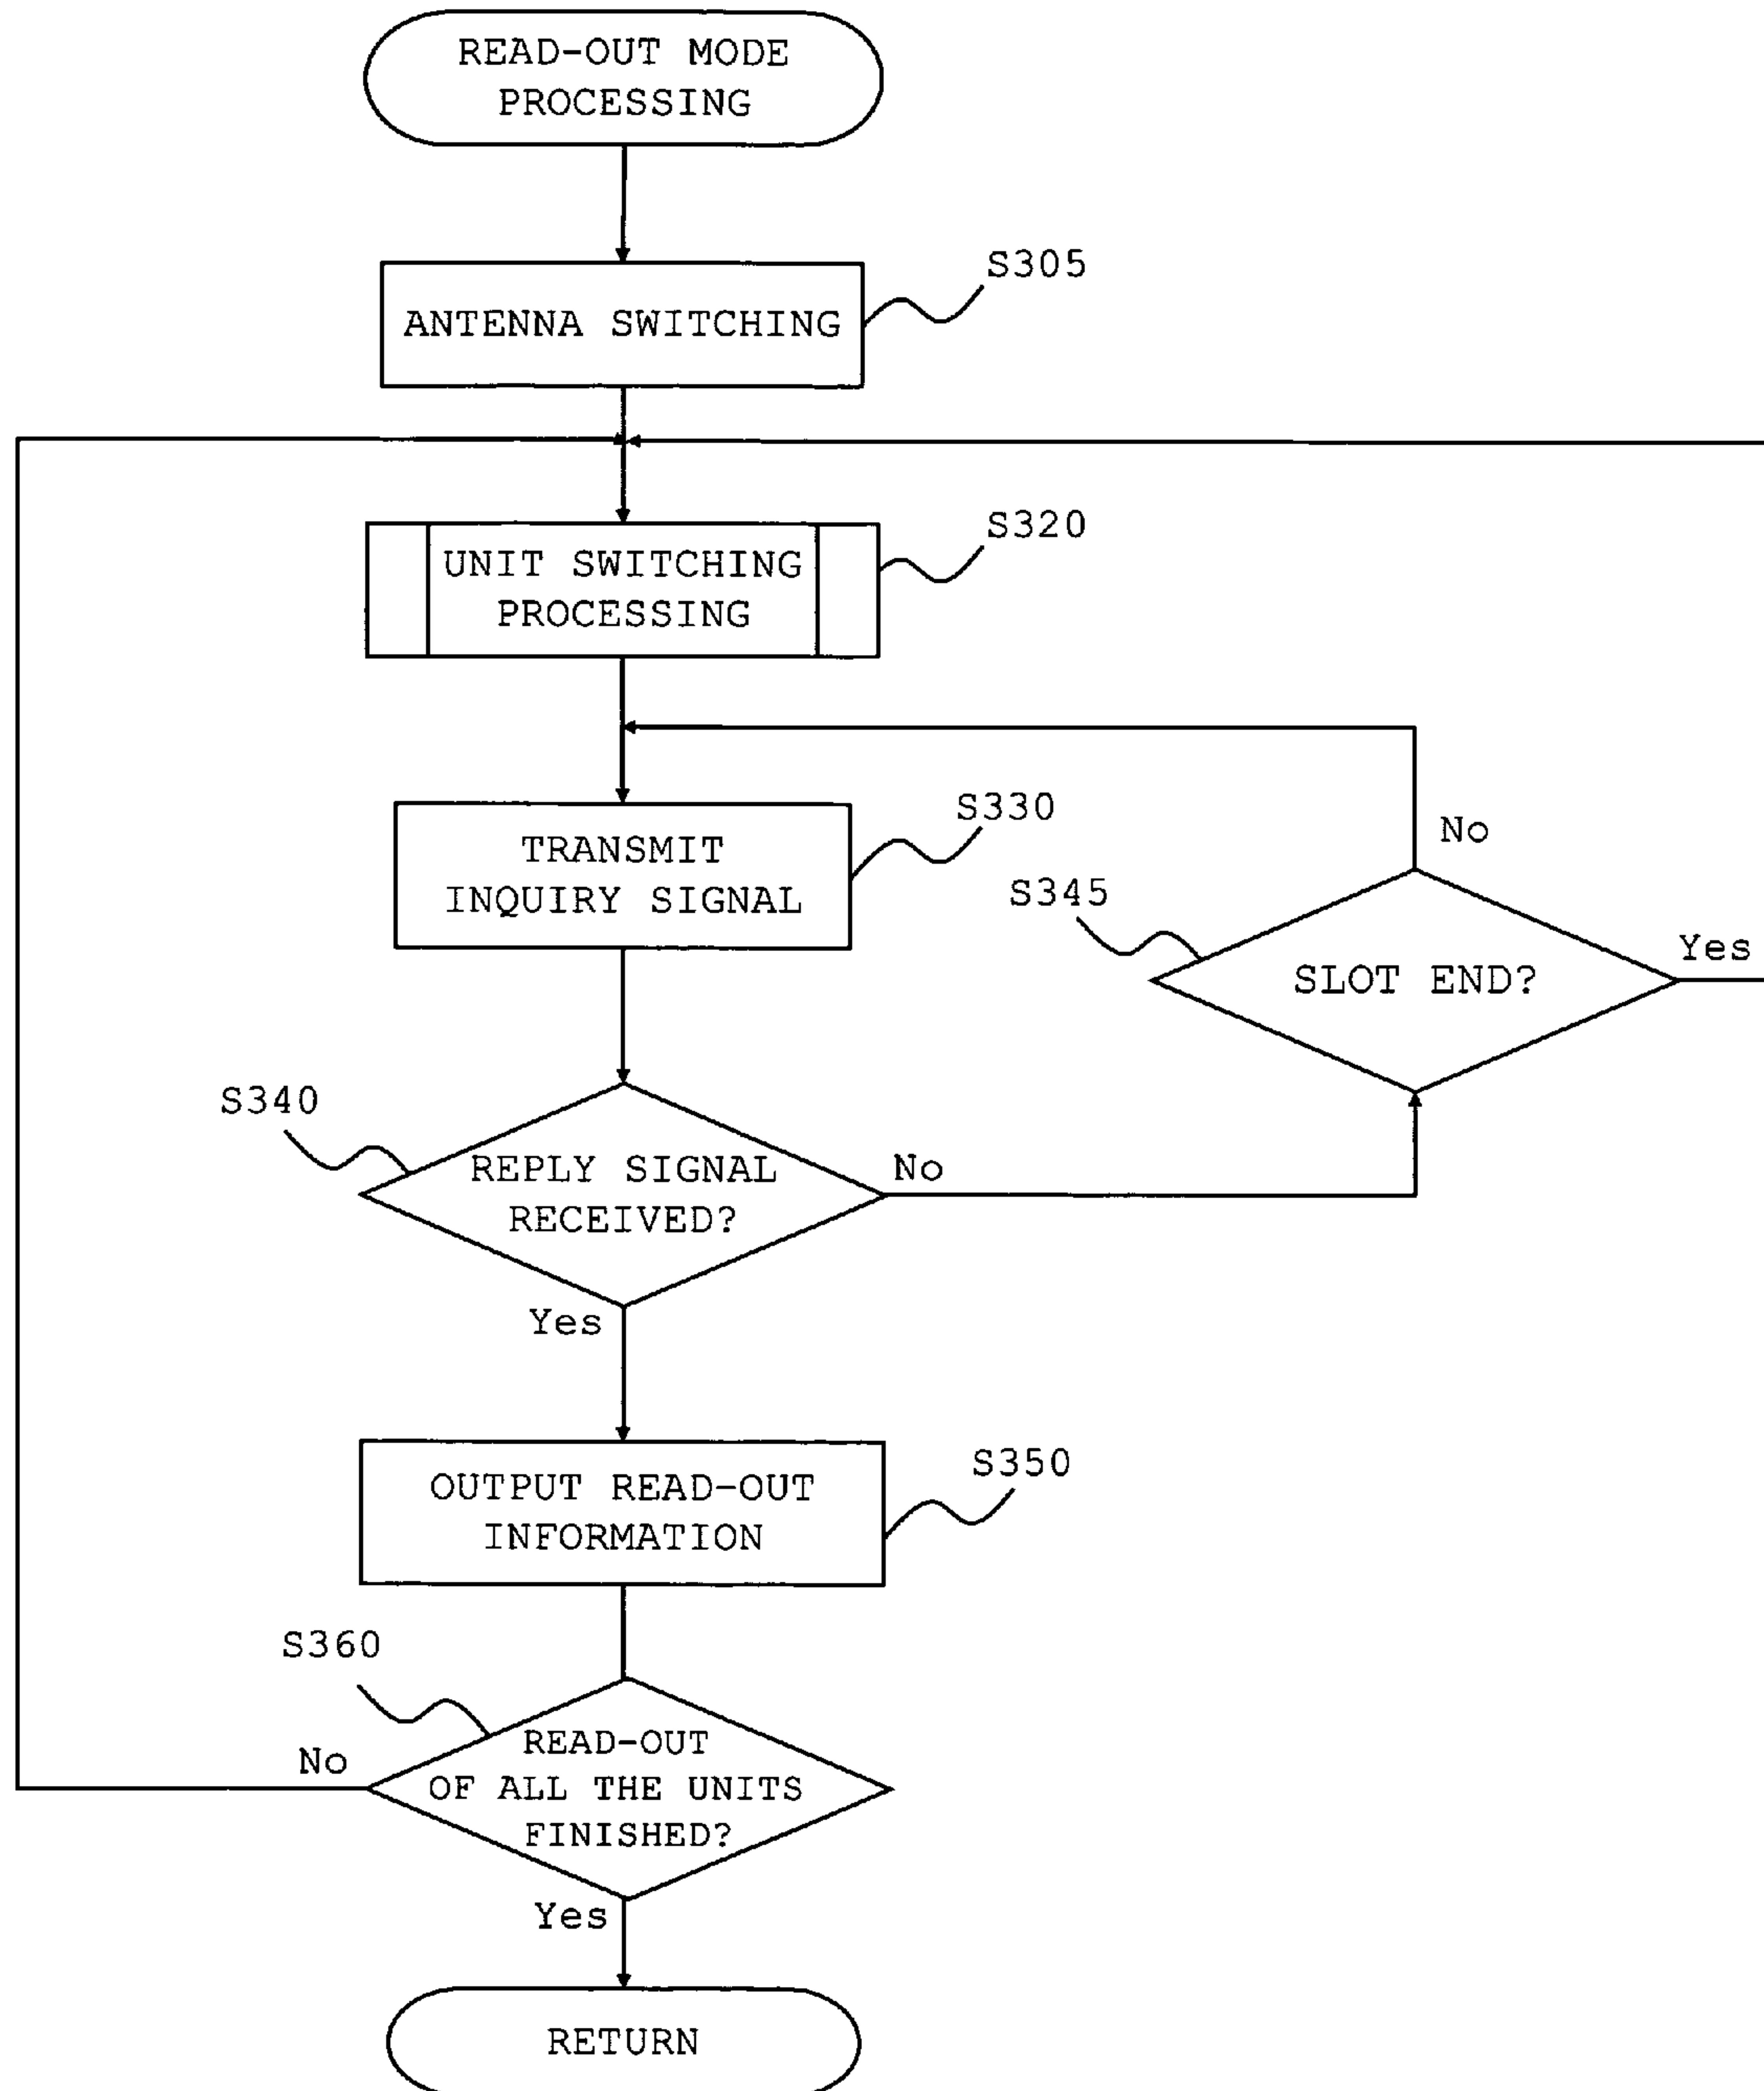 READ-OUT MODE
PROCESSING
S305
ANTENNA SWITCHING
S320
UNIT SWITCHING
PROCESSING
S330
TRANSMIT
INQUIRY SIGNAL
No
S345
Yes
SLOT END?
S340
REPLY SIGNAL
RECEIVED?
No
Yes
S350
OUTPUT READ-OUT
INFORMATION
S360
READ-OUT
OF ALL THE UNITS
FINISHED?
No
Yes
RETURN